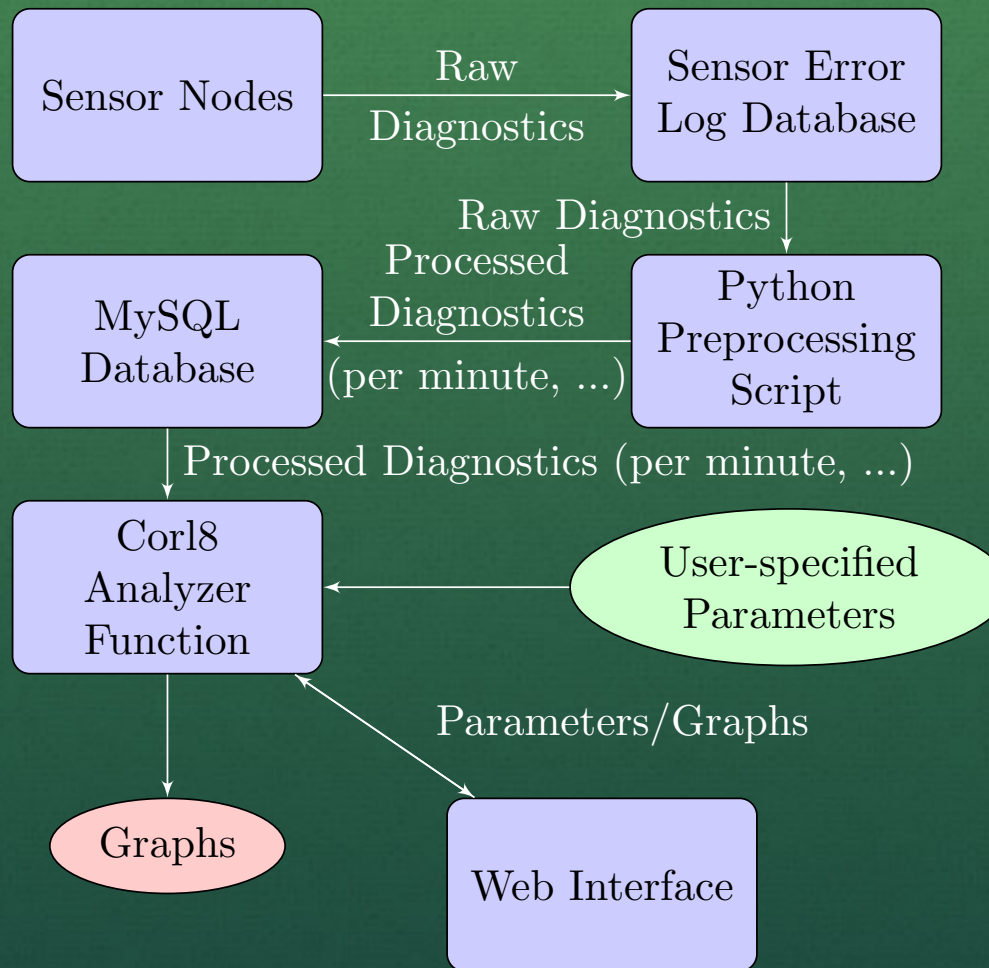 Sensor Nodes
Raw
Diagnostics
Sensor Error
Log Database
Raw Diagnostics
Python
Preprocessing
Script
Processed
Diagnostics
(per minute, ...)
MySQL
Database
Processed Diagnostics (per minute, ...)
Corl8
Analyzer
Function
User-specified
Parameters
Parameters/Graphs
Graphs
Web Interface